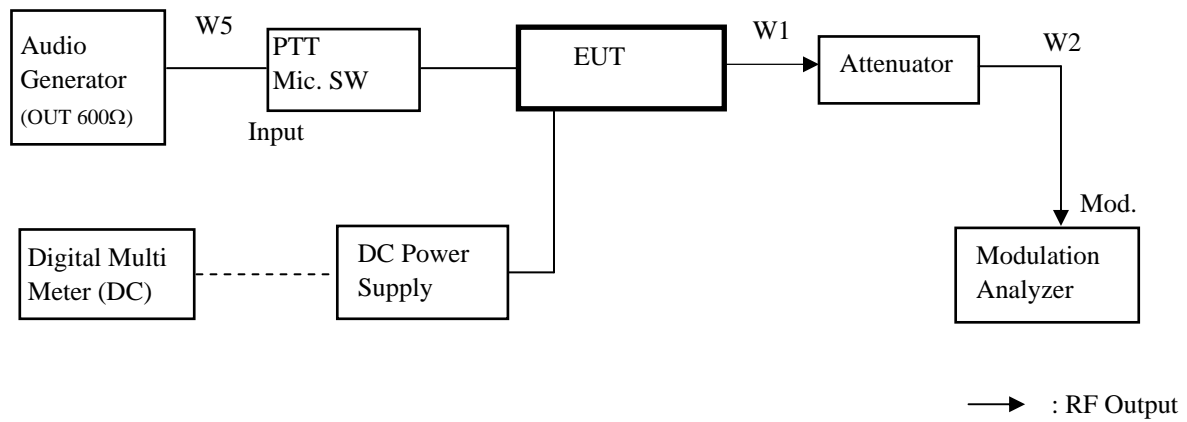 W5
Audio
Generator
(OUT 600Ω)
PTT
Mic. SW
Input
EUT
W1
Attenuator
W2
Mod.
Digital Multi
Meter (DC)
DC Power
Supply
Modulation
Analyzer
: RF Output